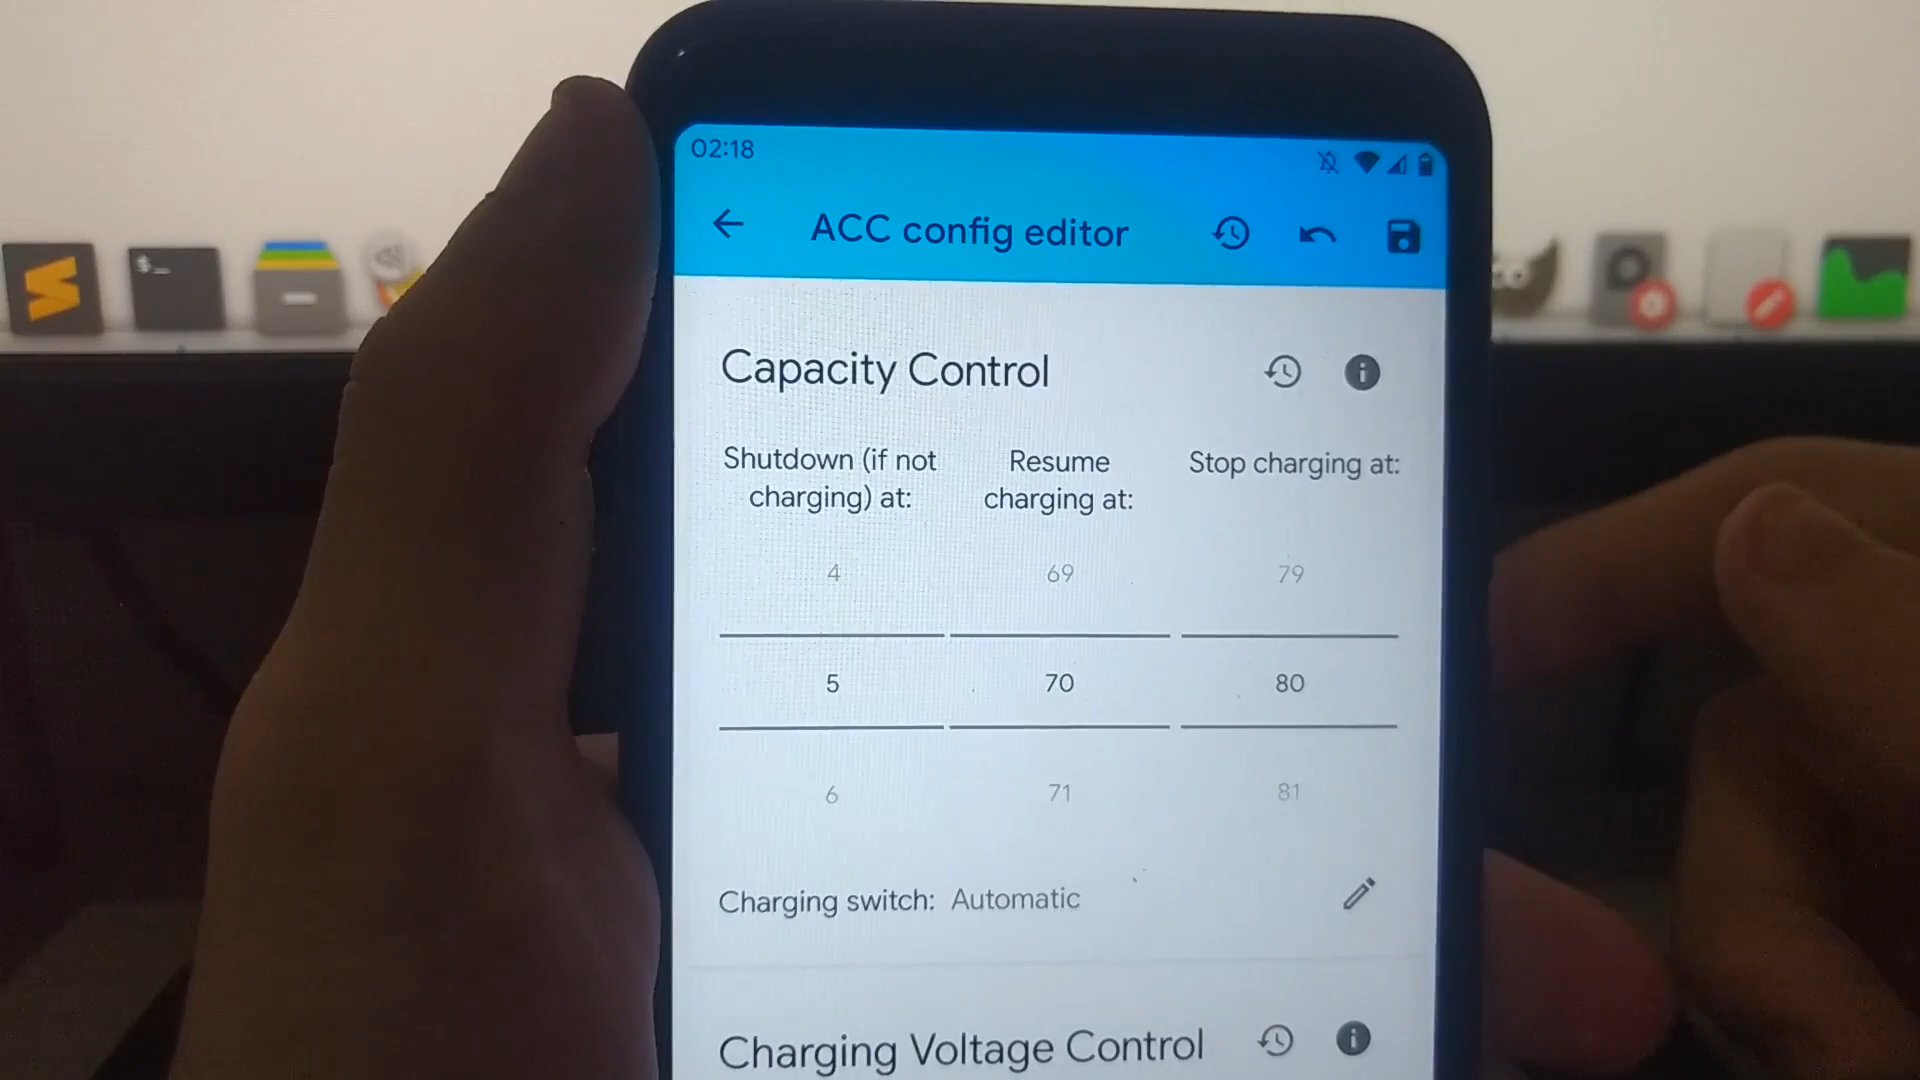 02:18
ACC config editor
Capacity Control
Shutdown (if not
charging) at:
Resume
charging at:
Stop charging at:
4 69 79
5 70 80
6 71 81
Charging switch: Automatic
Charging Voltage Control
$_